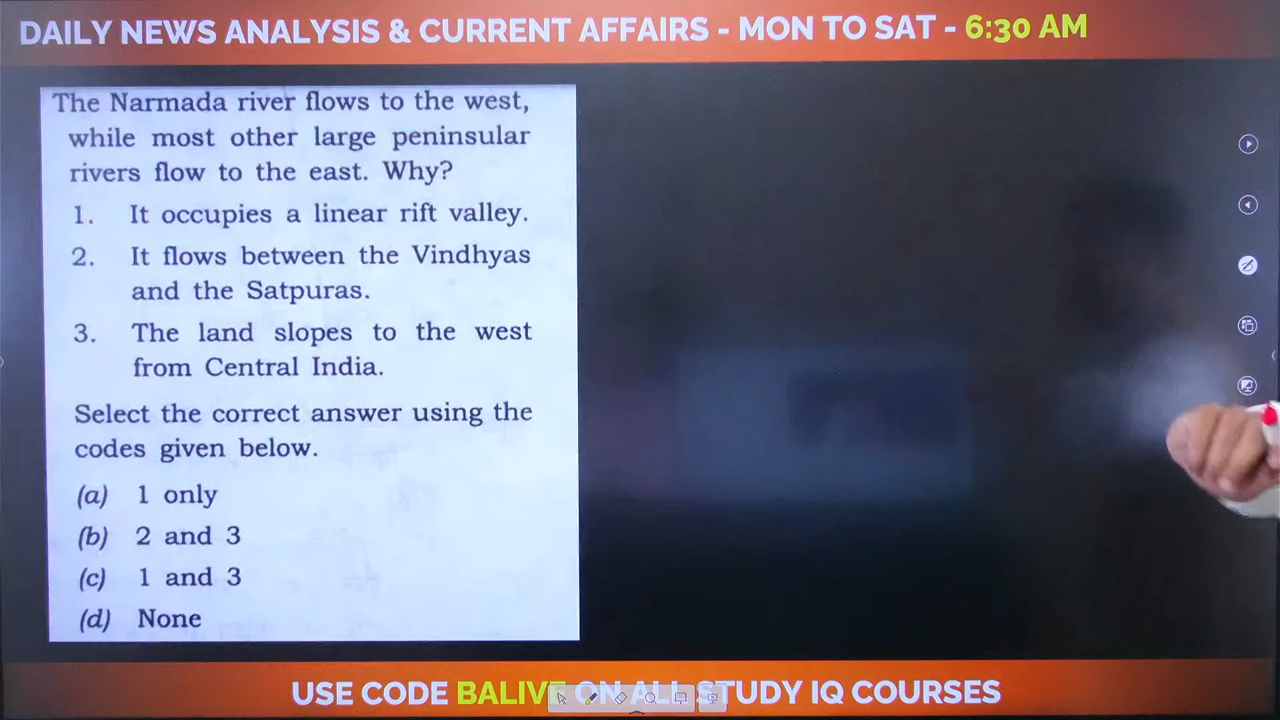 DAILY NEWS ANALYSIS & CURRENT AFFAIRS - MON TO SAT - 6:30 AM
The Narmada river flows to the west,
while most other large peninsular
rivers flow to the east. Why?
1. It occupies a linear rift valley.
2. It flows between the Vindhyas
and the Satpuras.
3. The land slopes to the west
from Central India.
Select the correct answer using the
codes given below.
(a) 1 only
(b) 2 and 3
(c) 1 and 3
(d) None
USE CODE BALIVE ON ALL STUDY IQ COURSES